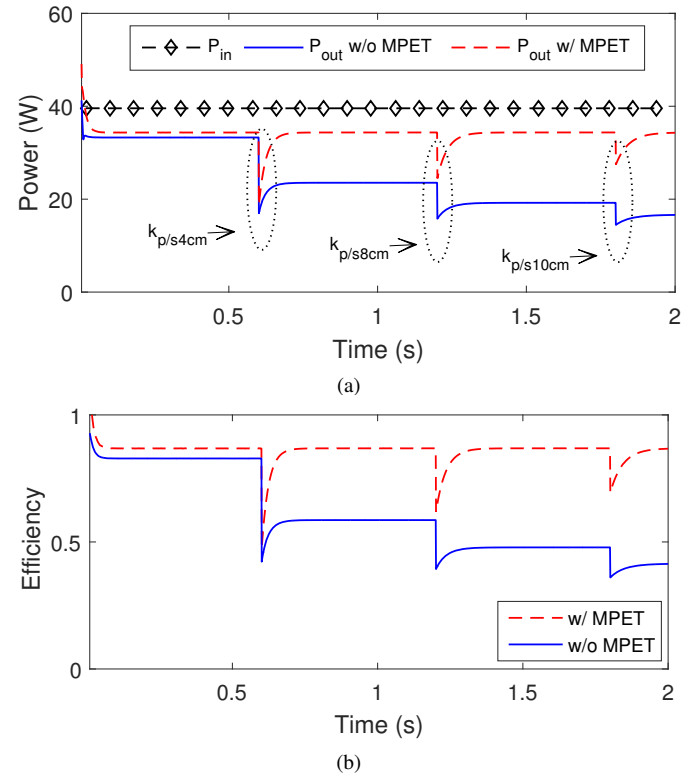 60
40
20
0
Power (W)
P_in
P_out w/o MPET
P_out w/ MPET
k_p/s4cm
k_p/s8cm
k_p/s10cm
0.5
1
1.5
2
Time (s)
(a)
1
0.5
0
Efficiency
w/ MPET
w/o MPET
0.5
1
1.5
2
Time (s)
(b)